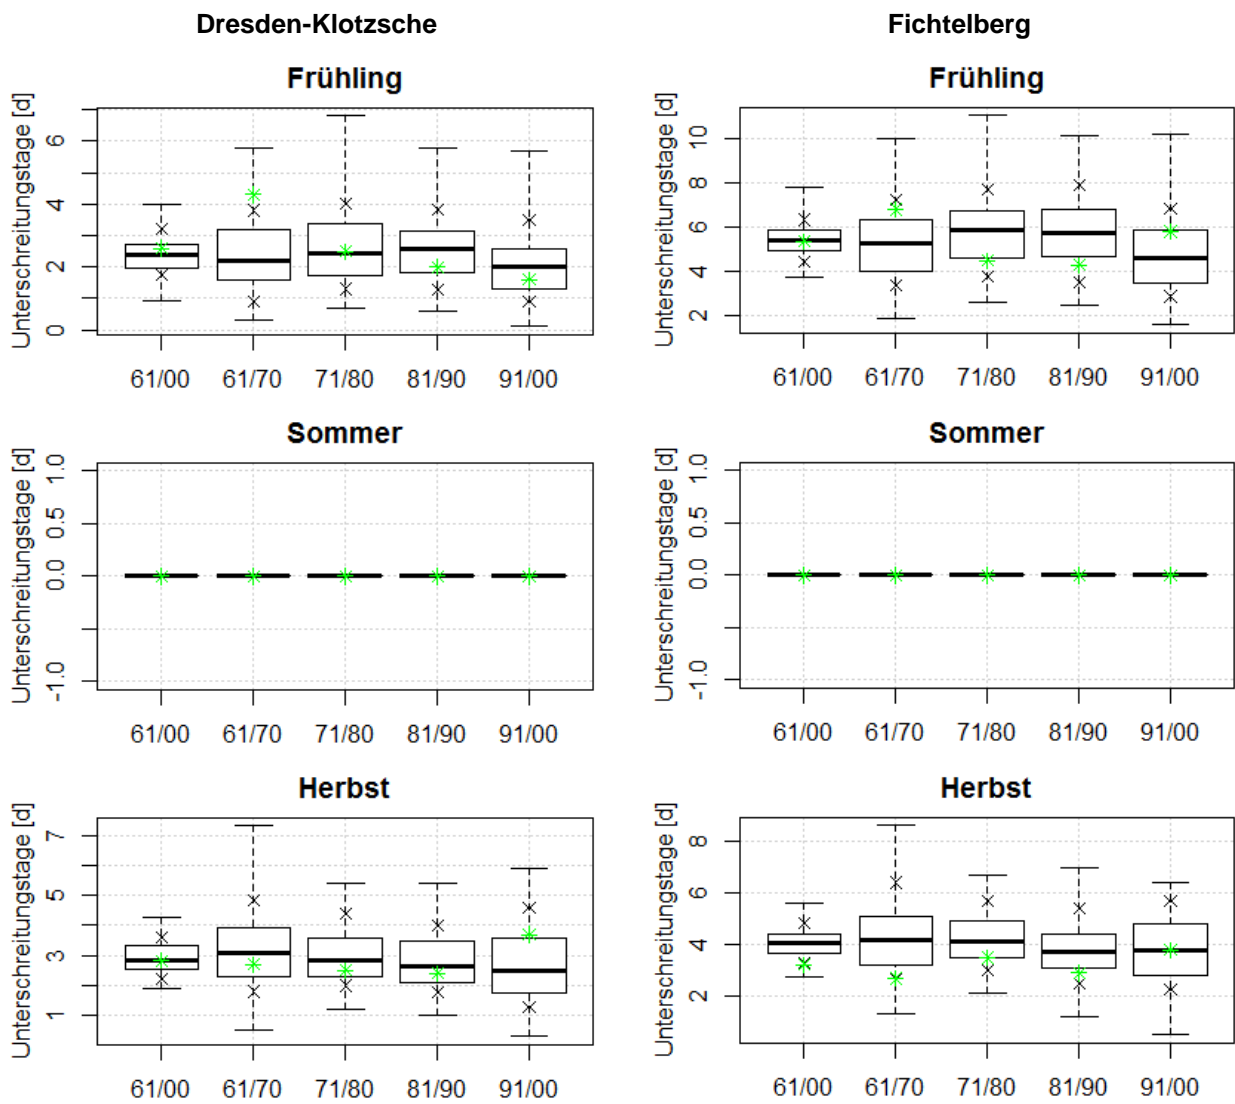 Dresden-Klotzsche
Fichtelberg
Frühling
Unterschreitungstage [d]
6
4
2
0
61/00 61/70 71/80 81/90 91/00
Frühling
Unterschreitungstage [d]
10
8
6
4
2
61/00 61/70 71/80 81/90 91/00
Sommer
Unterschreitungstage [d]
1.0
0.5
0.0
-1.0
61/00 61/70 71/80 81/90 91/00
Sommer
Unterschreitungstage [d]
1.0
0.5
0.0
-1.0
61/00 61/70 71/80 81/90 91/00
Herbst
Unterschreitungstage [d]
7
5
3
1
61/00 61/70 71/80 81/90 91/00
Herbst
Unterschreitungstage [d]
8
6
4
2
61/00 61/70 71/80 81/90 91/00